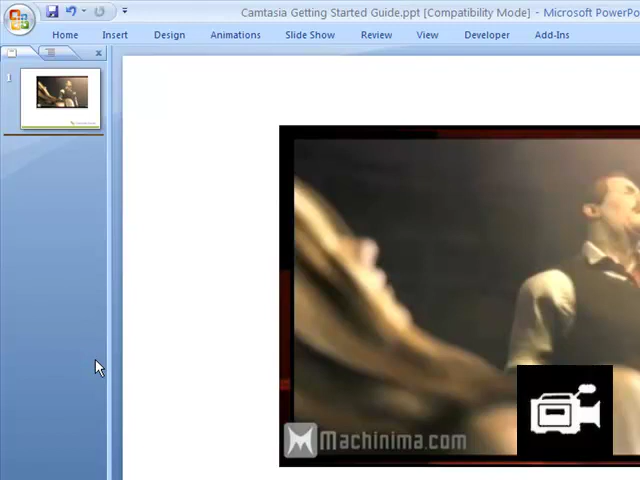 Camtasia Getting Started Guide.ppt [Compatibility Mode] - Microsoft PowerPo
Home Insert Design Animations Slide Show Review View Developer Add-Ins
1
Machinima.com